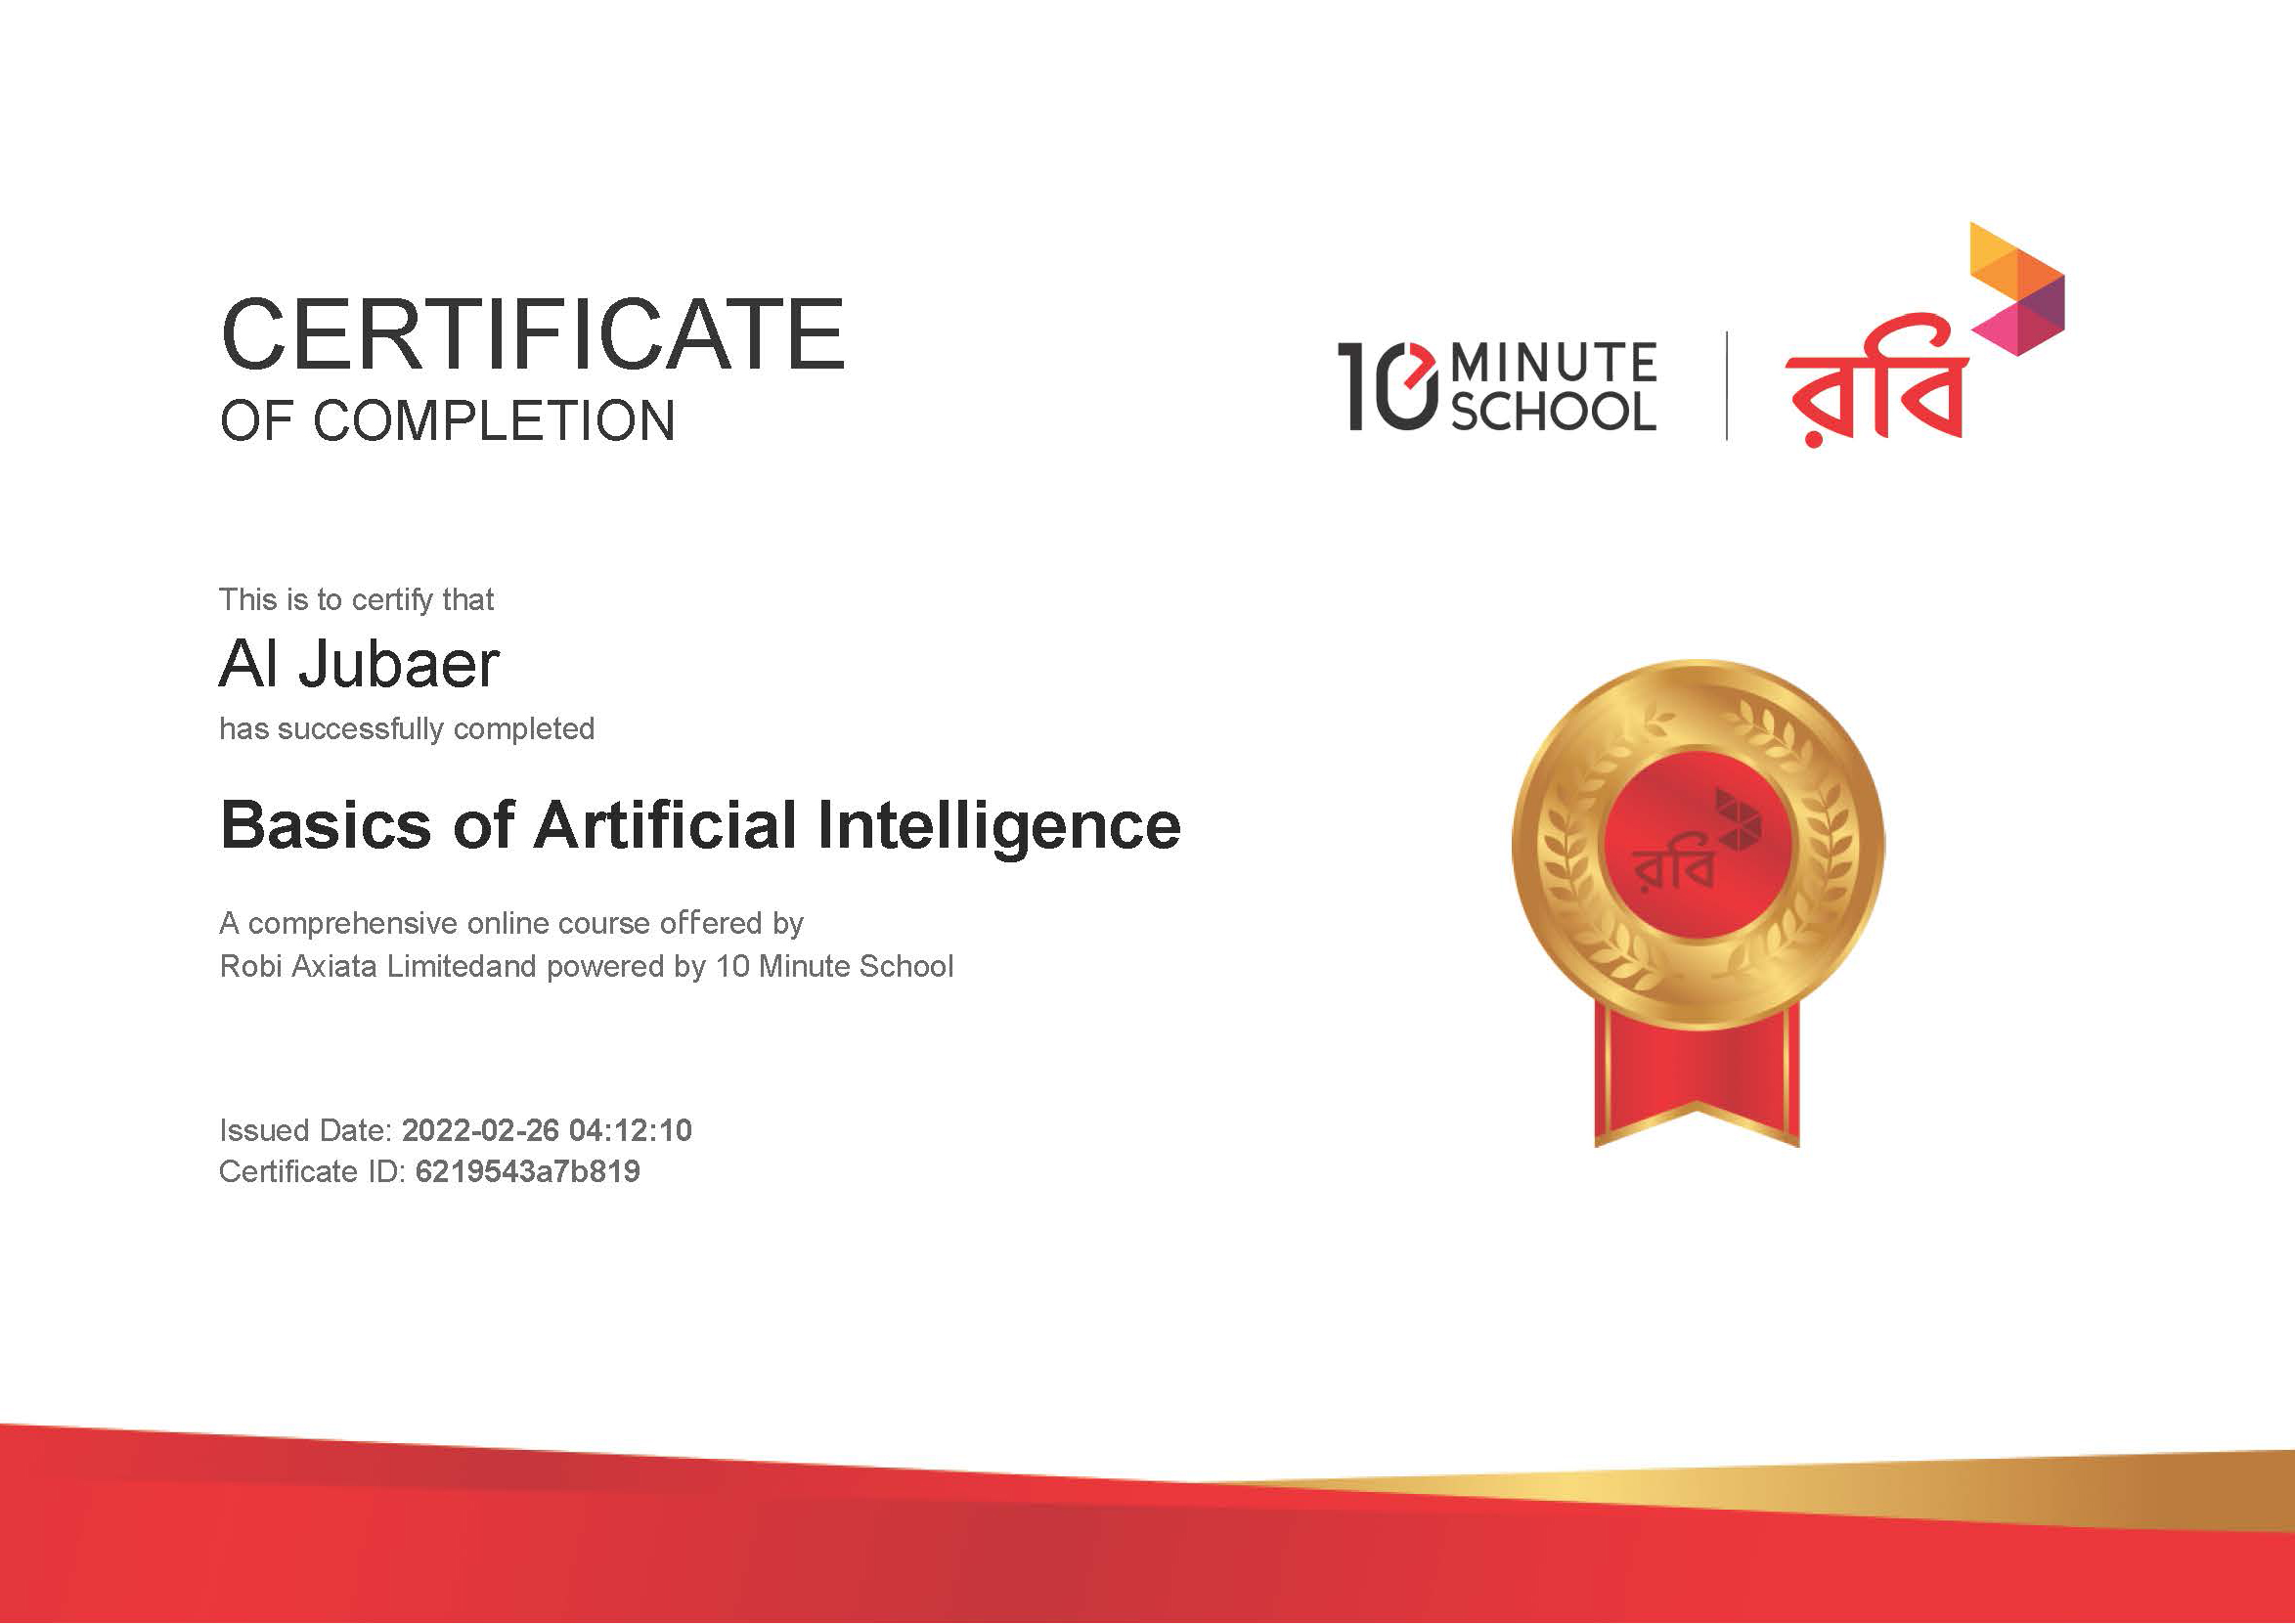 CERTIFICATE
OF COMPLETION
10 MINUTE
SCHOOL
রবি
This is to certify that
Al Jubaer
has successfully completed
Basics of Artificial Intelligence
A comprehensive online course offered by
Robi Axiata Limitedand powered by 10 Minute School
রবি
Issued Date: 2022-02-26 04:12:10
Certificate ID: 6219543a7b819